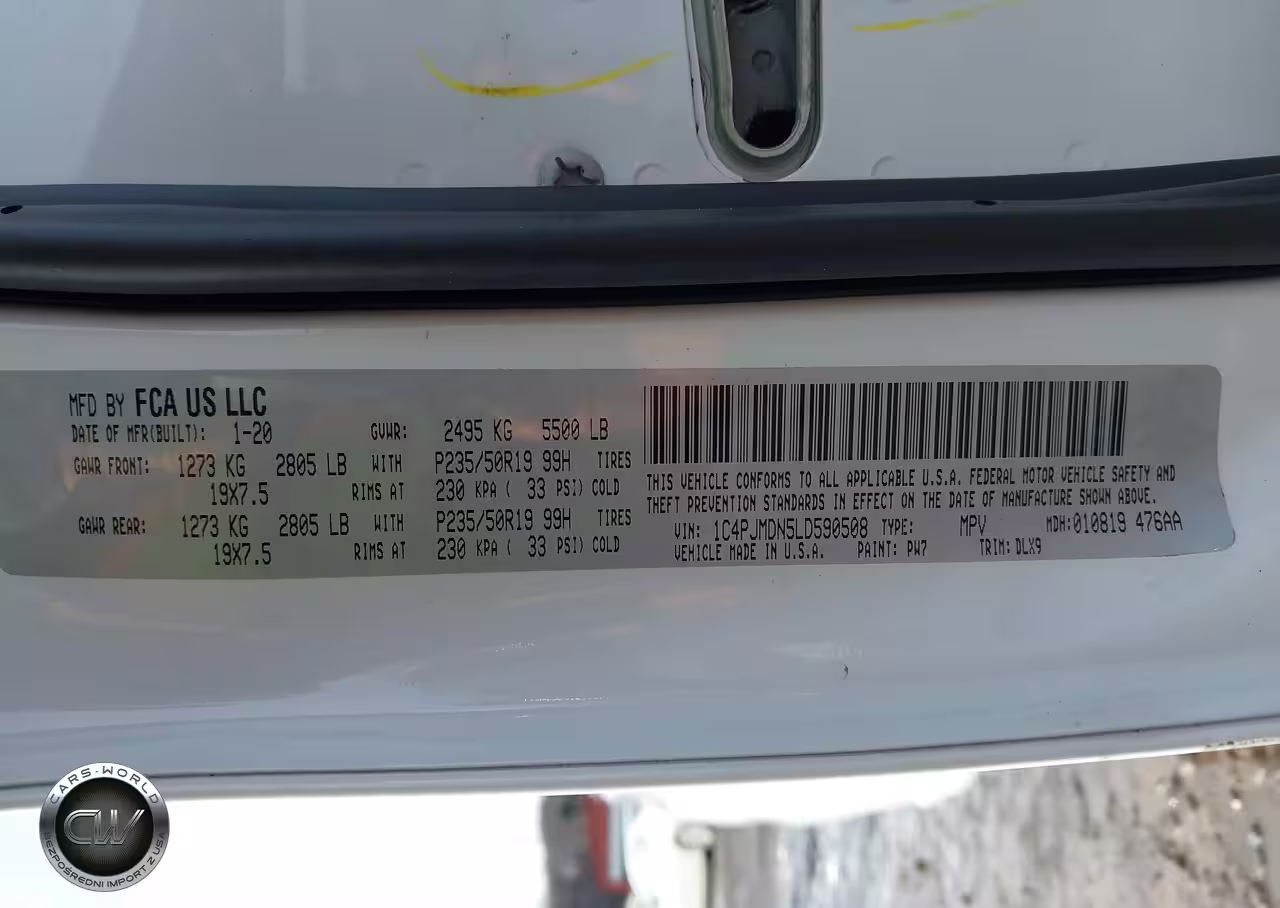 MFD BY FCA US LLC
DATE OF MFR(BUILT): 1-20 GVWR: 2495 KG 5500 LB
GAWR FRONT: 1273 KG 2805 LB WITH P235/50R19 99H TIRES
19X7.5 RIMS AT 230 KPA ( 33 PSI) COLD
GAWR REAR: 1273 KG 2805 LB WITH P235/50R19 99H TIRES
19X7.5 RIMS AT 230 KPA ( 33 PSI) COLD
THIS VEHICLE CONFORMS TO ALL APPLICABLE U.S.A. FEDERAL MOTOR VEHICLE SAFETY AND
THEFT PREVENTION STANDARDS IN EFFECT ON THE DATE OF MANUFACTURE SHOWN ABOVE.
VIN: 1C4PJMDN5LD590508 TYPE: MPV MDH:010819 476AA
VEHICLE MADE IN U.S.A. PAINT: PW7 TRIM: DLX9
CARS-WORLD
CW
BEZPOŚREDNI IMPORT Z USA